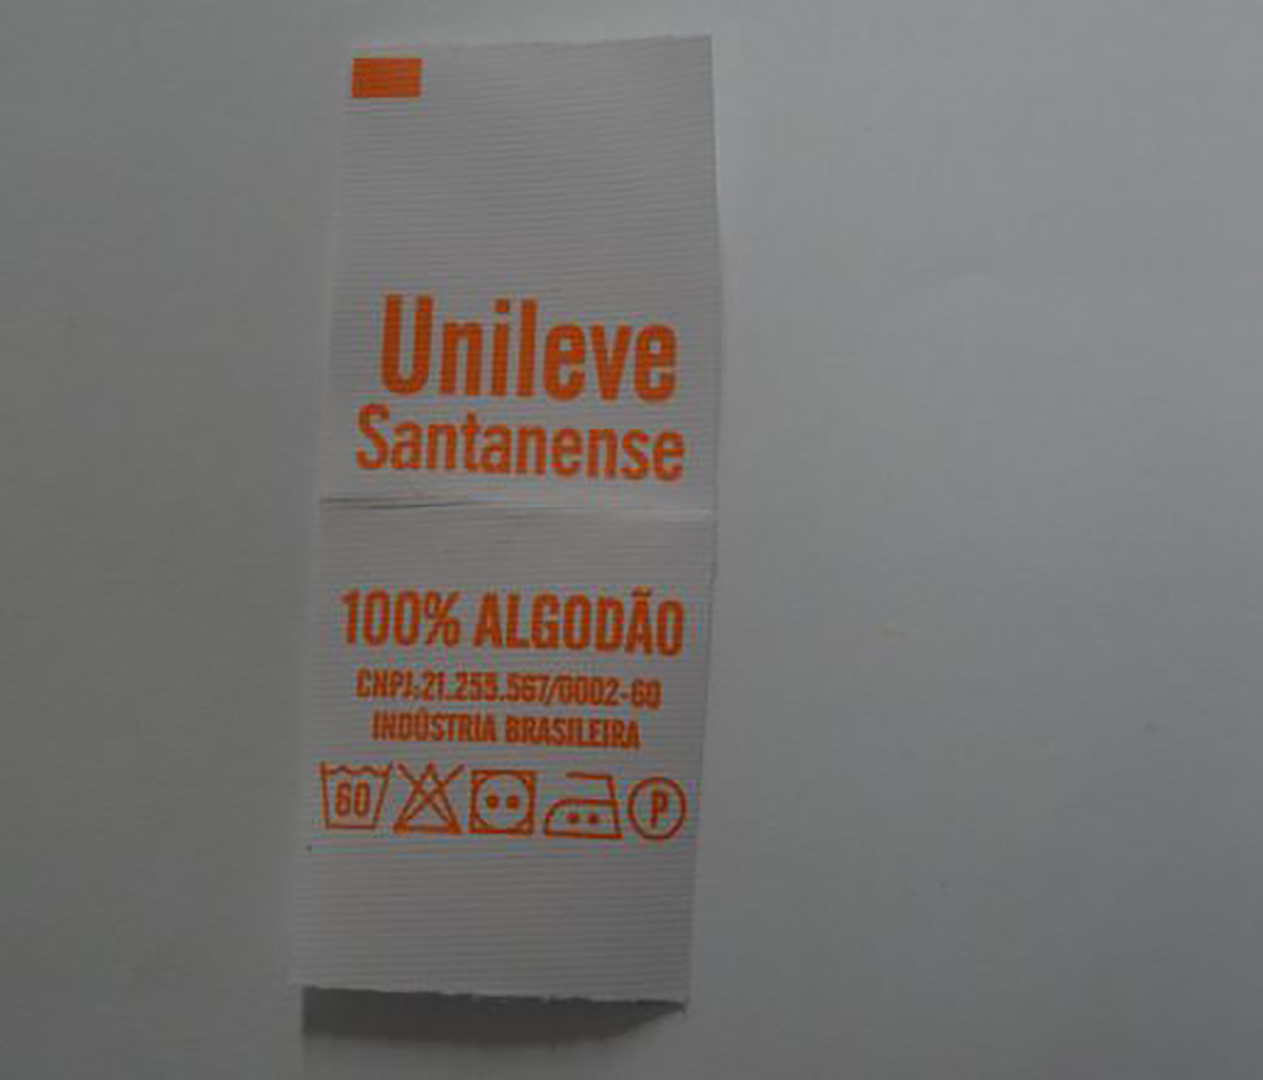 Unileve
Santanense
100% ALGODÃO
CNPJ:21.255.567/0002-60
INDÚSTRIA BRASILEIRA
60 P